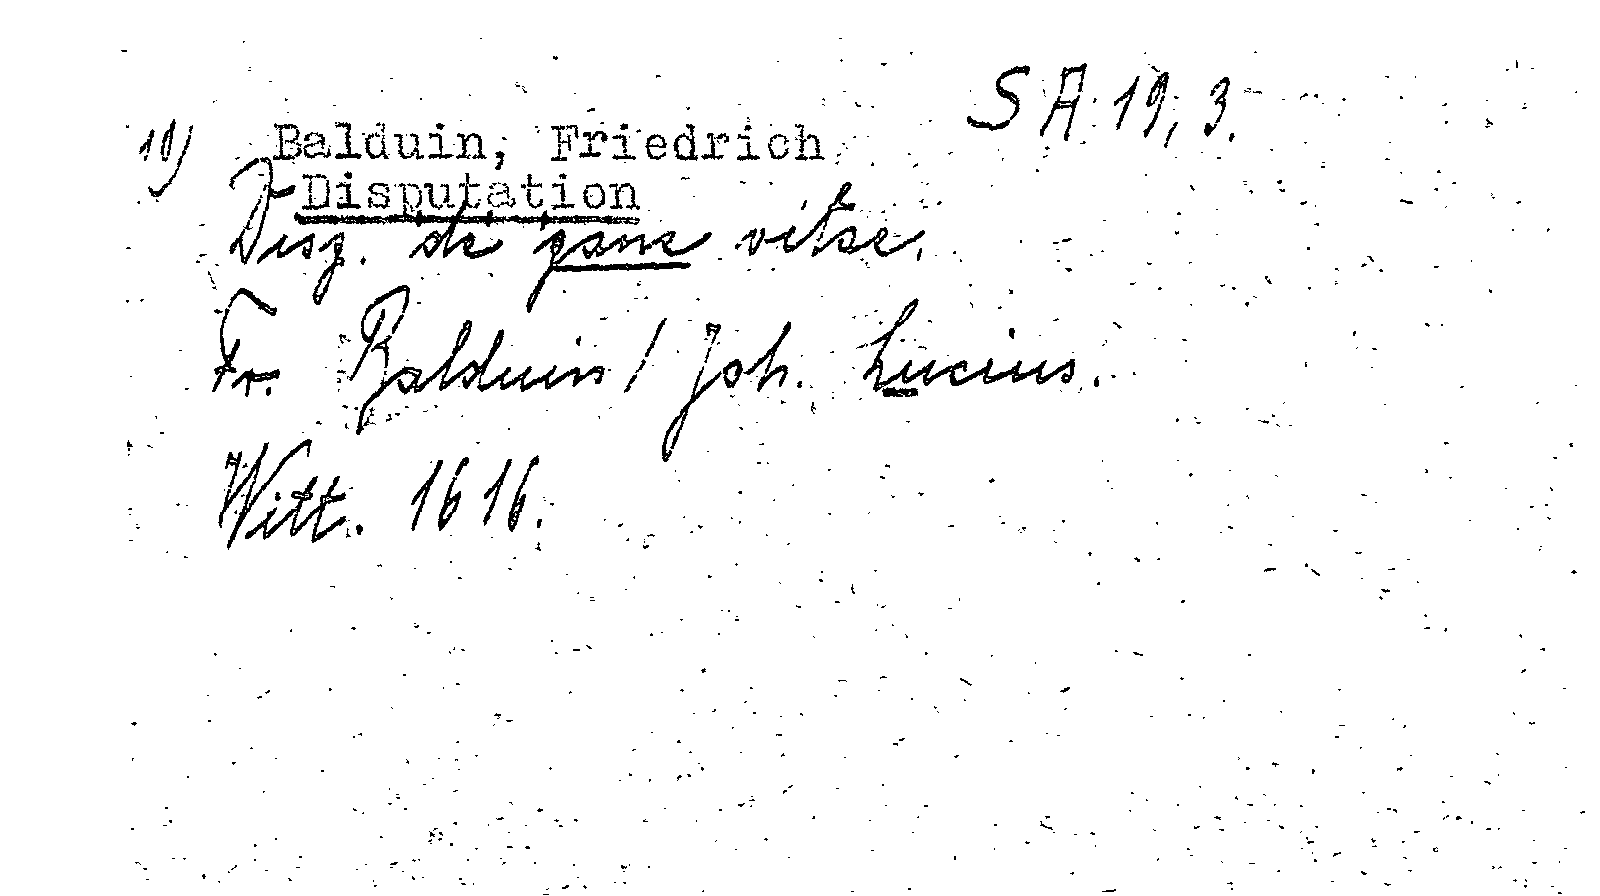 SA 19, 3.
10) Balduin, Friedrich
Disputation
Disp. de pane vitae.
Fr. Balduin / Joh. Lucius.
Witt. 1616.